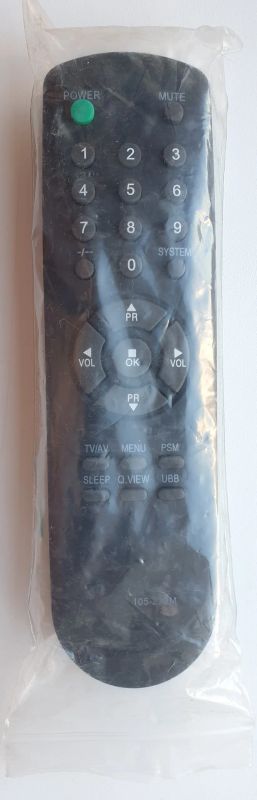 POWER MUTE
1 2 3
4 5 6
7 8 9
-/-- 0 SYSTEM
PR
VOL OK VOL
PR
TV/AV MENU PSM
SLEEP Q.VIEW UBB